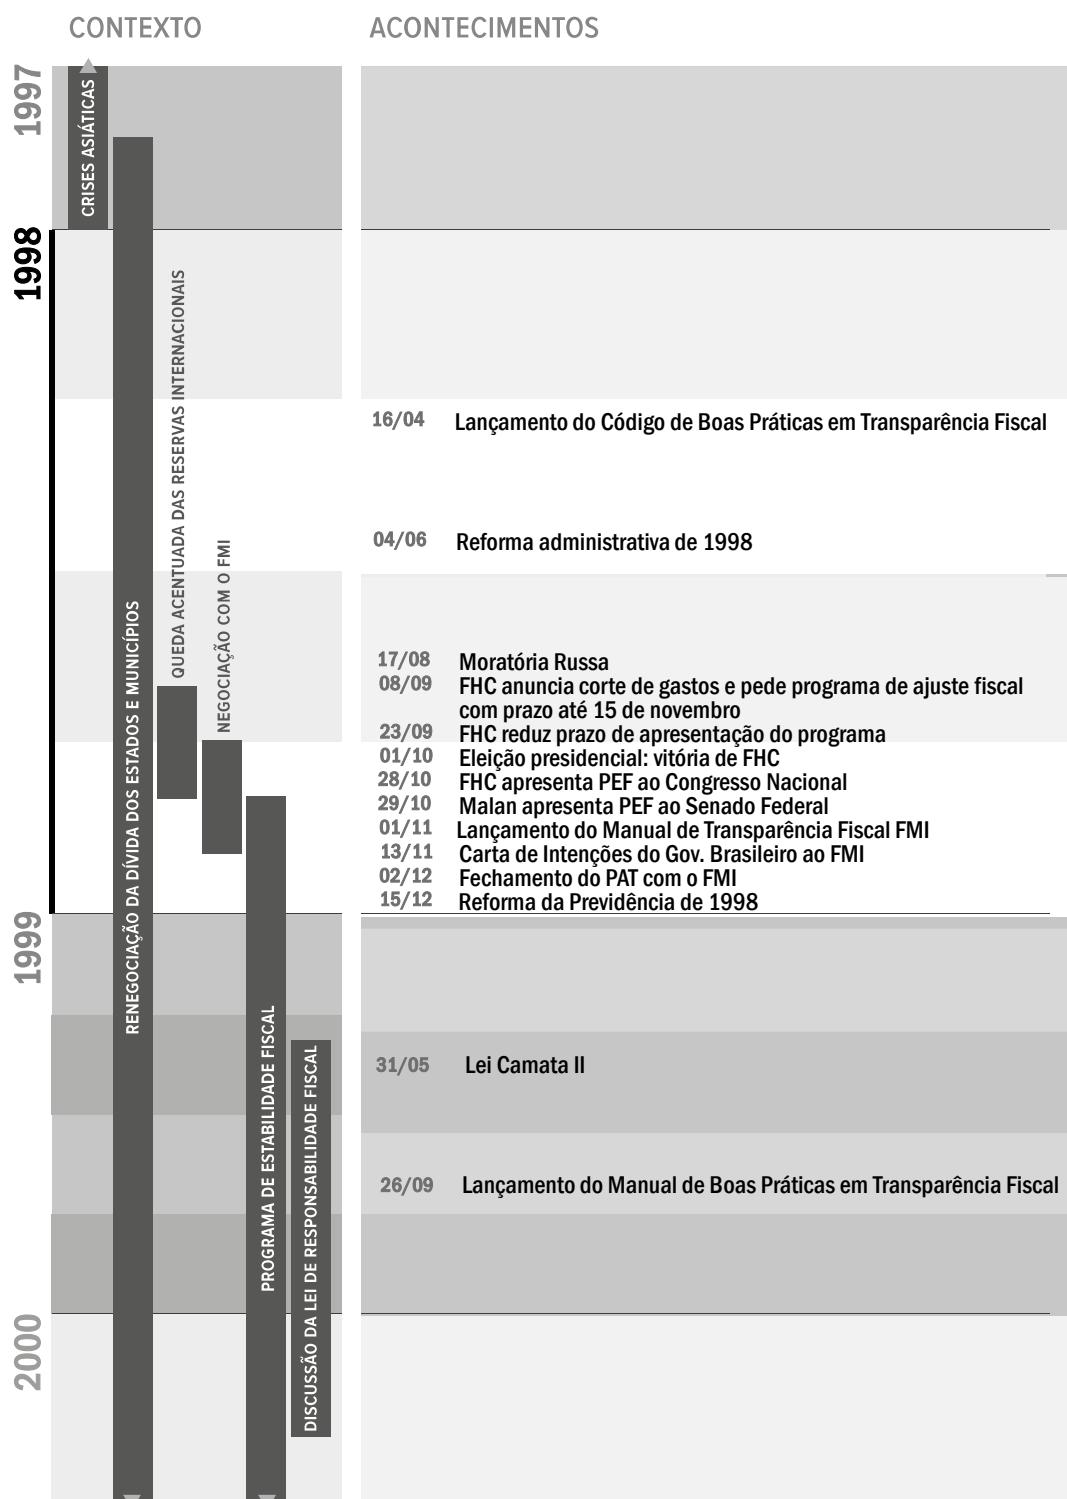 CONTEXTO
ACONTECIMENTOS
1997
CRISES ASIÁTICAS
1998
RENEGOCIAÇÃO DA DÍVIDA DOS ESTADOS E MUNICÍPIOS
QUEDA ACENTUADA DAS RESERVAS INTERNACIONAIS
NEGOCIAÇÃO COM O FMI
16/04 Lançamento do Código de Boas Práticas em Transparência Fiscal
04/06 Reforma administrativa de 1998
17/08 Moratória Russa
08/09 FHC anuncia corte de gastos e pede programa de ajuste fiscal
com prazo até 15 de novembro
23/09 FHC reduz prazo de apresentação do programa
01/10 Eleição presidencial: vitória de FHC
28/10 FHC apresenta PEF ao Congresso Nacional
29/10 Malan apresenta PEF ao Senado Federal
01/11 Lançamento do Manual de Transparência Fiscal FMI
13/11 Carta de Intenções do Gov. Brasileiro ao FMI
02/12 Fechamento do PAT com o FMI
15/12 Reforma da Previdência de 1998
1999
PROGRAMA DE ESTABILIDADE FISCAL
DISCUSSÃO DA LEI DE RESPONSABILIDADE FISCAL
31/05 Lei Camata II
26/09 Lançamento do Manual de Boas Práticas em Transparência Fiscal
2000